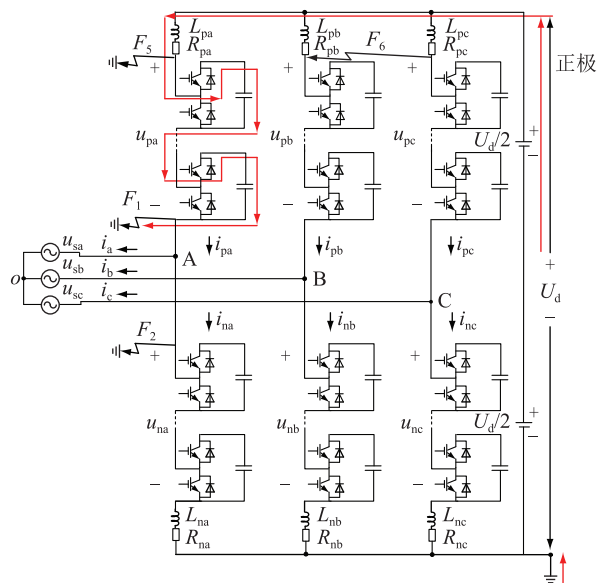 L_pa L_pb L_pc
F_5 R_pa R_pb F_6 R_pc 正极
+ + +
u_pa u_pb u_pc U_d/2 + −
− − −
F_1
u_sa i_a A i_pa i_pb i_pc
o u_sb i_b B + U_d −
u_sc i_c C
F_2 i_na i_nb i_nc
+ + +
u_na u_nb u_nc U_d/2 + −
− − −
L_na L_nb L_nc
R_na R_nb R_nc